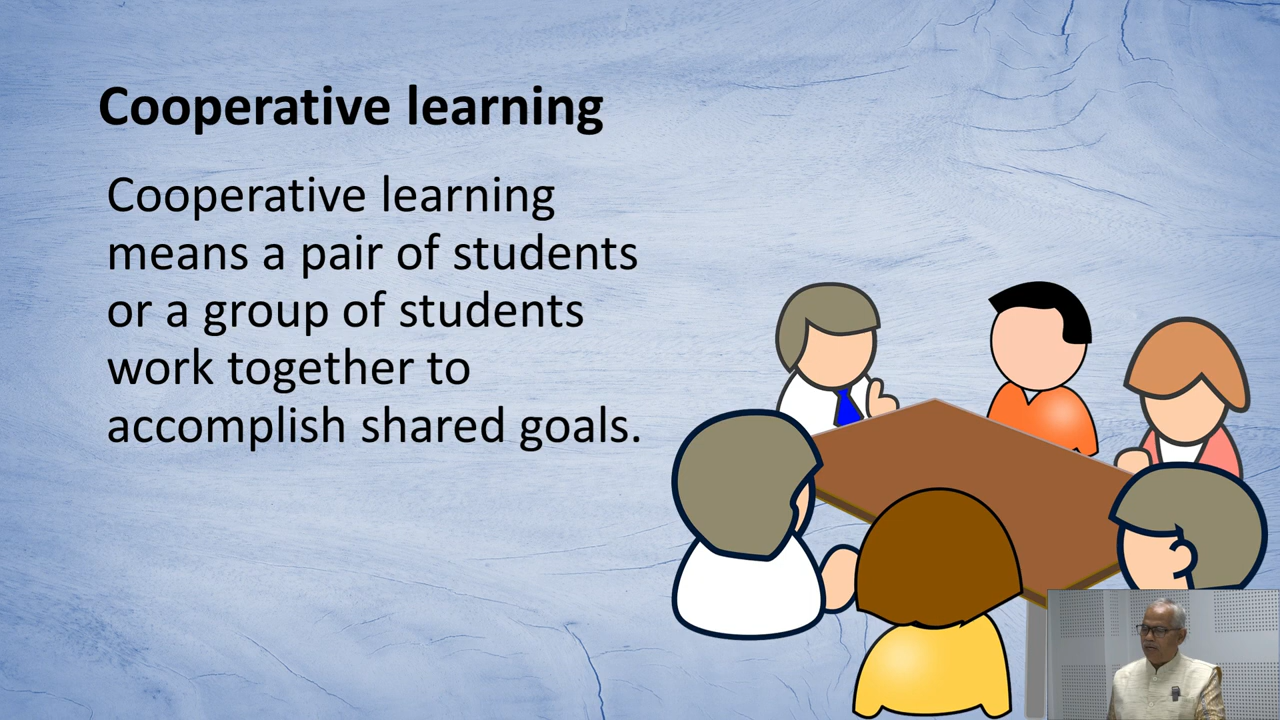 Cooperative learning
Cooperative learning
means a pair of students
or a group of students
work together to
accomplish shared goals.